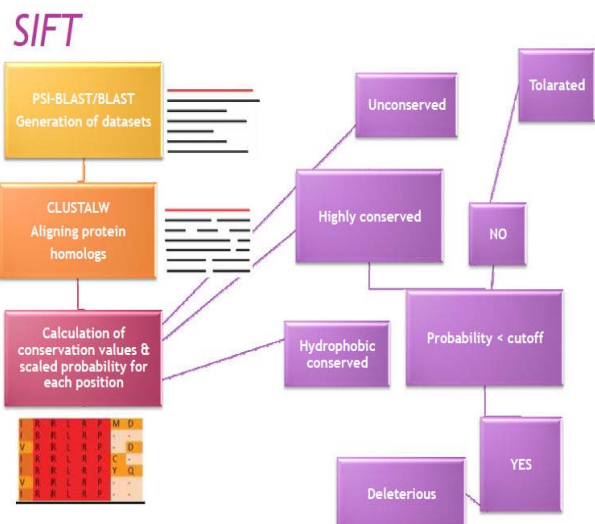 SIFT
PSI-BLAST/BLAST
Generation of datasets
CLUSTALW
Aligning protein
homologs
Calculation of
conservation values &
scaled probability for
each position
Unconserved
Highly conserved
Hydrophobic
conserved
Tolarated
NO
Probability < cutoff
YES
Deleterious
I R R L R P M D
I R R L R P - -
V R R L R P - D
I R R L R P C -
I R R L R P Y Q
V R R L R P - -
I R R L R P - -